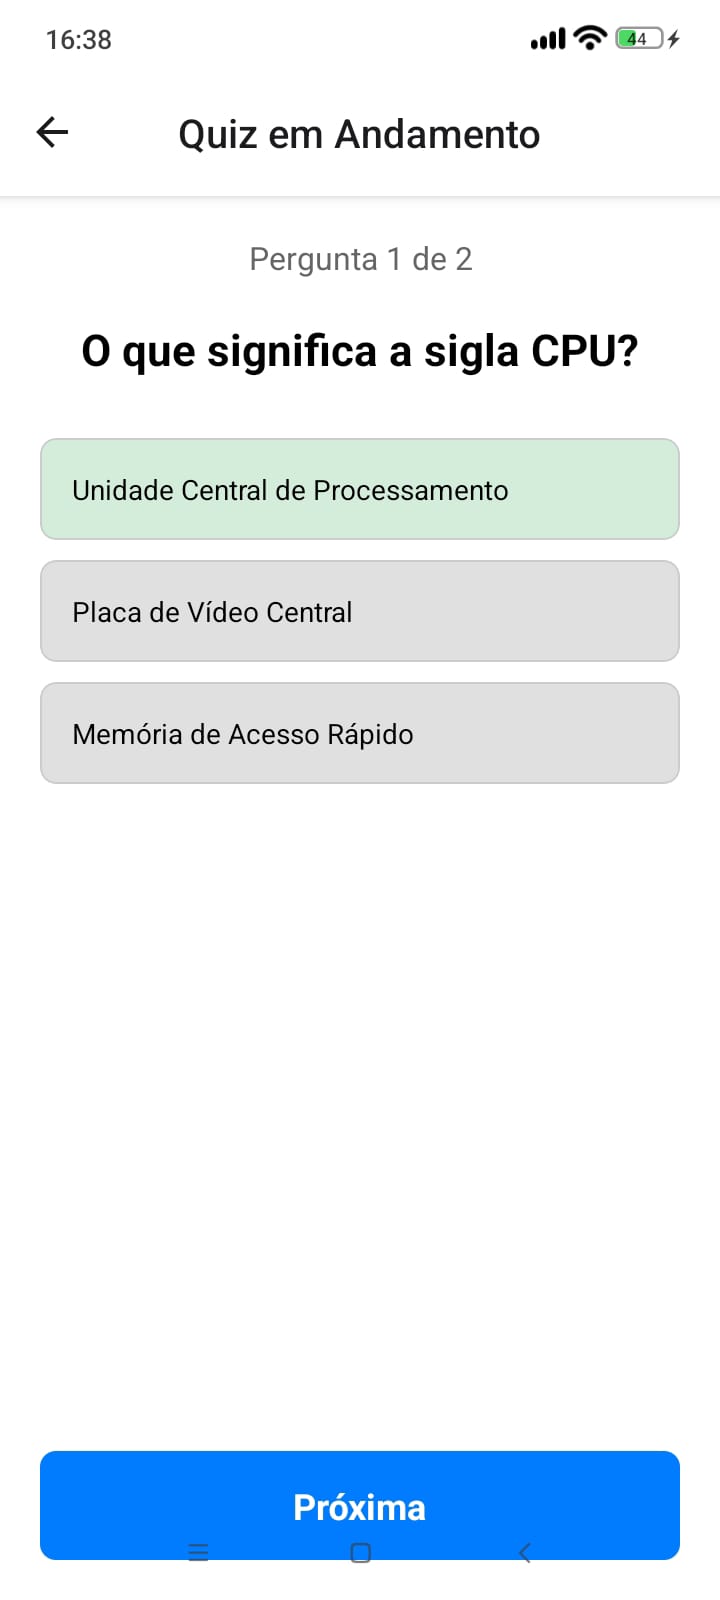 16:38
44
Quiz em Andamento
Pergunta 1 de 2
O que significa a sigla CPU?
Unidade Central de Processamento
Placa de Vídeo Central
Memória de Acesso Rápido
Próxima